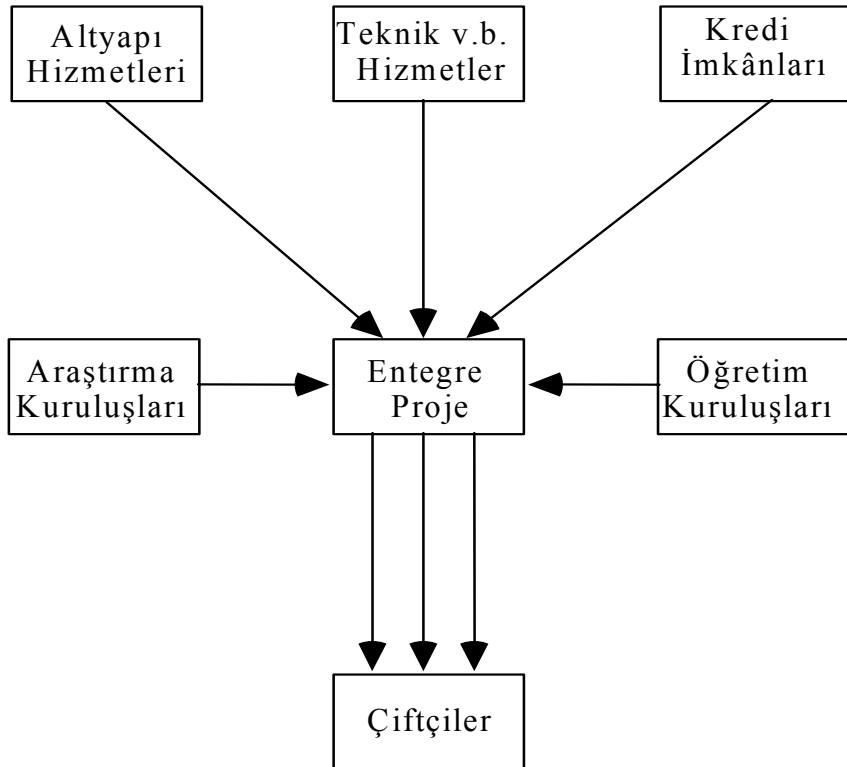 Altyapı
Hizmetleri
Teknik v.b.
Hizmetler
Kredi
İmkânları
Araştırma
Kuruluşları
Entegre
Proje
Öğretim
Kuruluşları
Çiftçiler